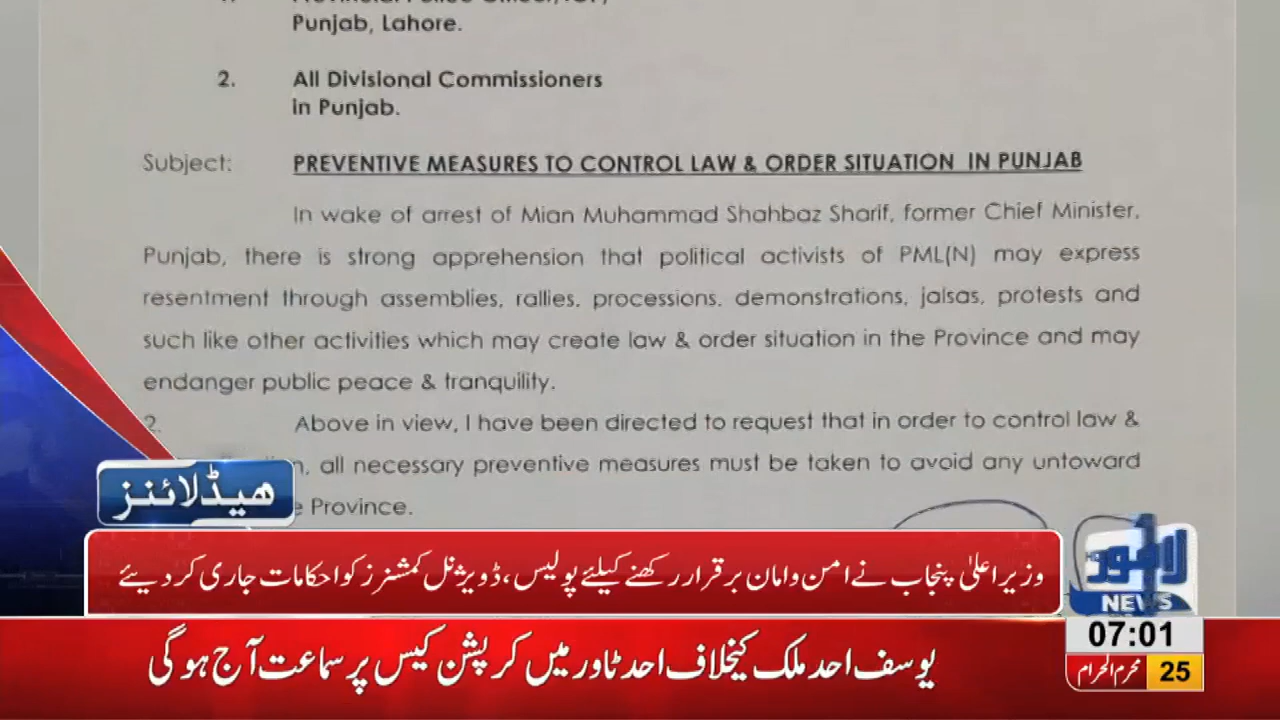 Punjab, Lahore.
2. All Divisional Commissioners
in Punjab.
Subject: PREVENTIVE MEASURES TO CONTROL LAW & ORDER SITUATION IN PUNJAB
In wake of arrest of Mian Muhammad Shahbaz Sharif, former Chief Minister,
Punjab, there is strong apprehension that political activists of PML(N) may express
resentment through assemblies, rallies, processions, demonstrations, jalsas, protests and
such like other activities which may create law & order situation in the Province and may
endanger public peace & tranquility.
2. Above in view, I have been directed to request that in order to control law &
, all necessary preventive measures must be taken to avoid any untoward
Province.
ھیڈلائنز
وزیراعلیٰ پنجاب نے امن وامان برقرار رکھنے کیلئے پولیس، ڈویژنل کمشنرز کو احکامات جاری کر دیئے
لاہور
NEWS
07:01
یوسف احد ملک کیخلاف احد ٹاور میں کرپشن کیس پر سماعت آج ہوگی
25 محرم الحرام